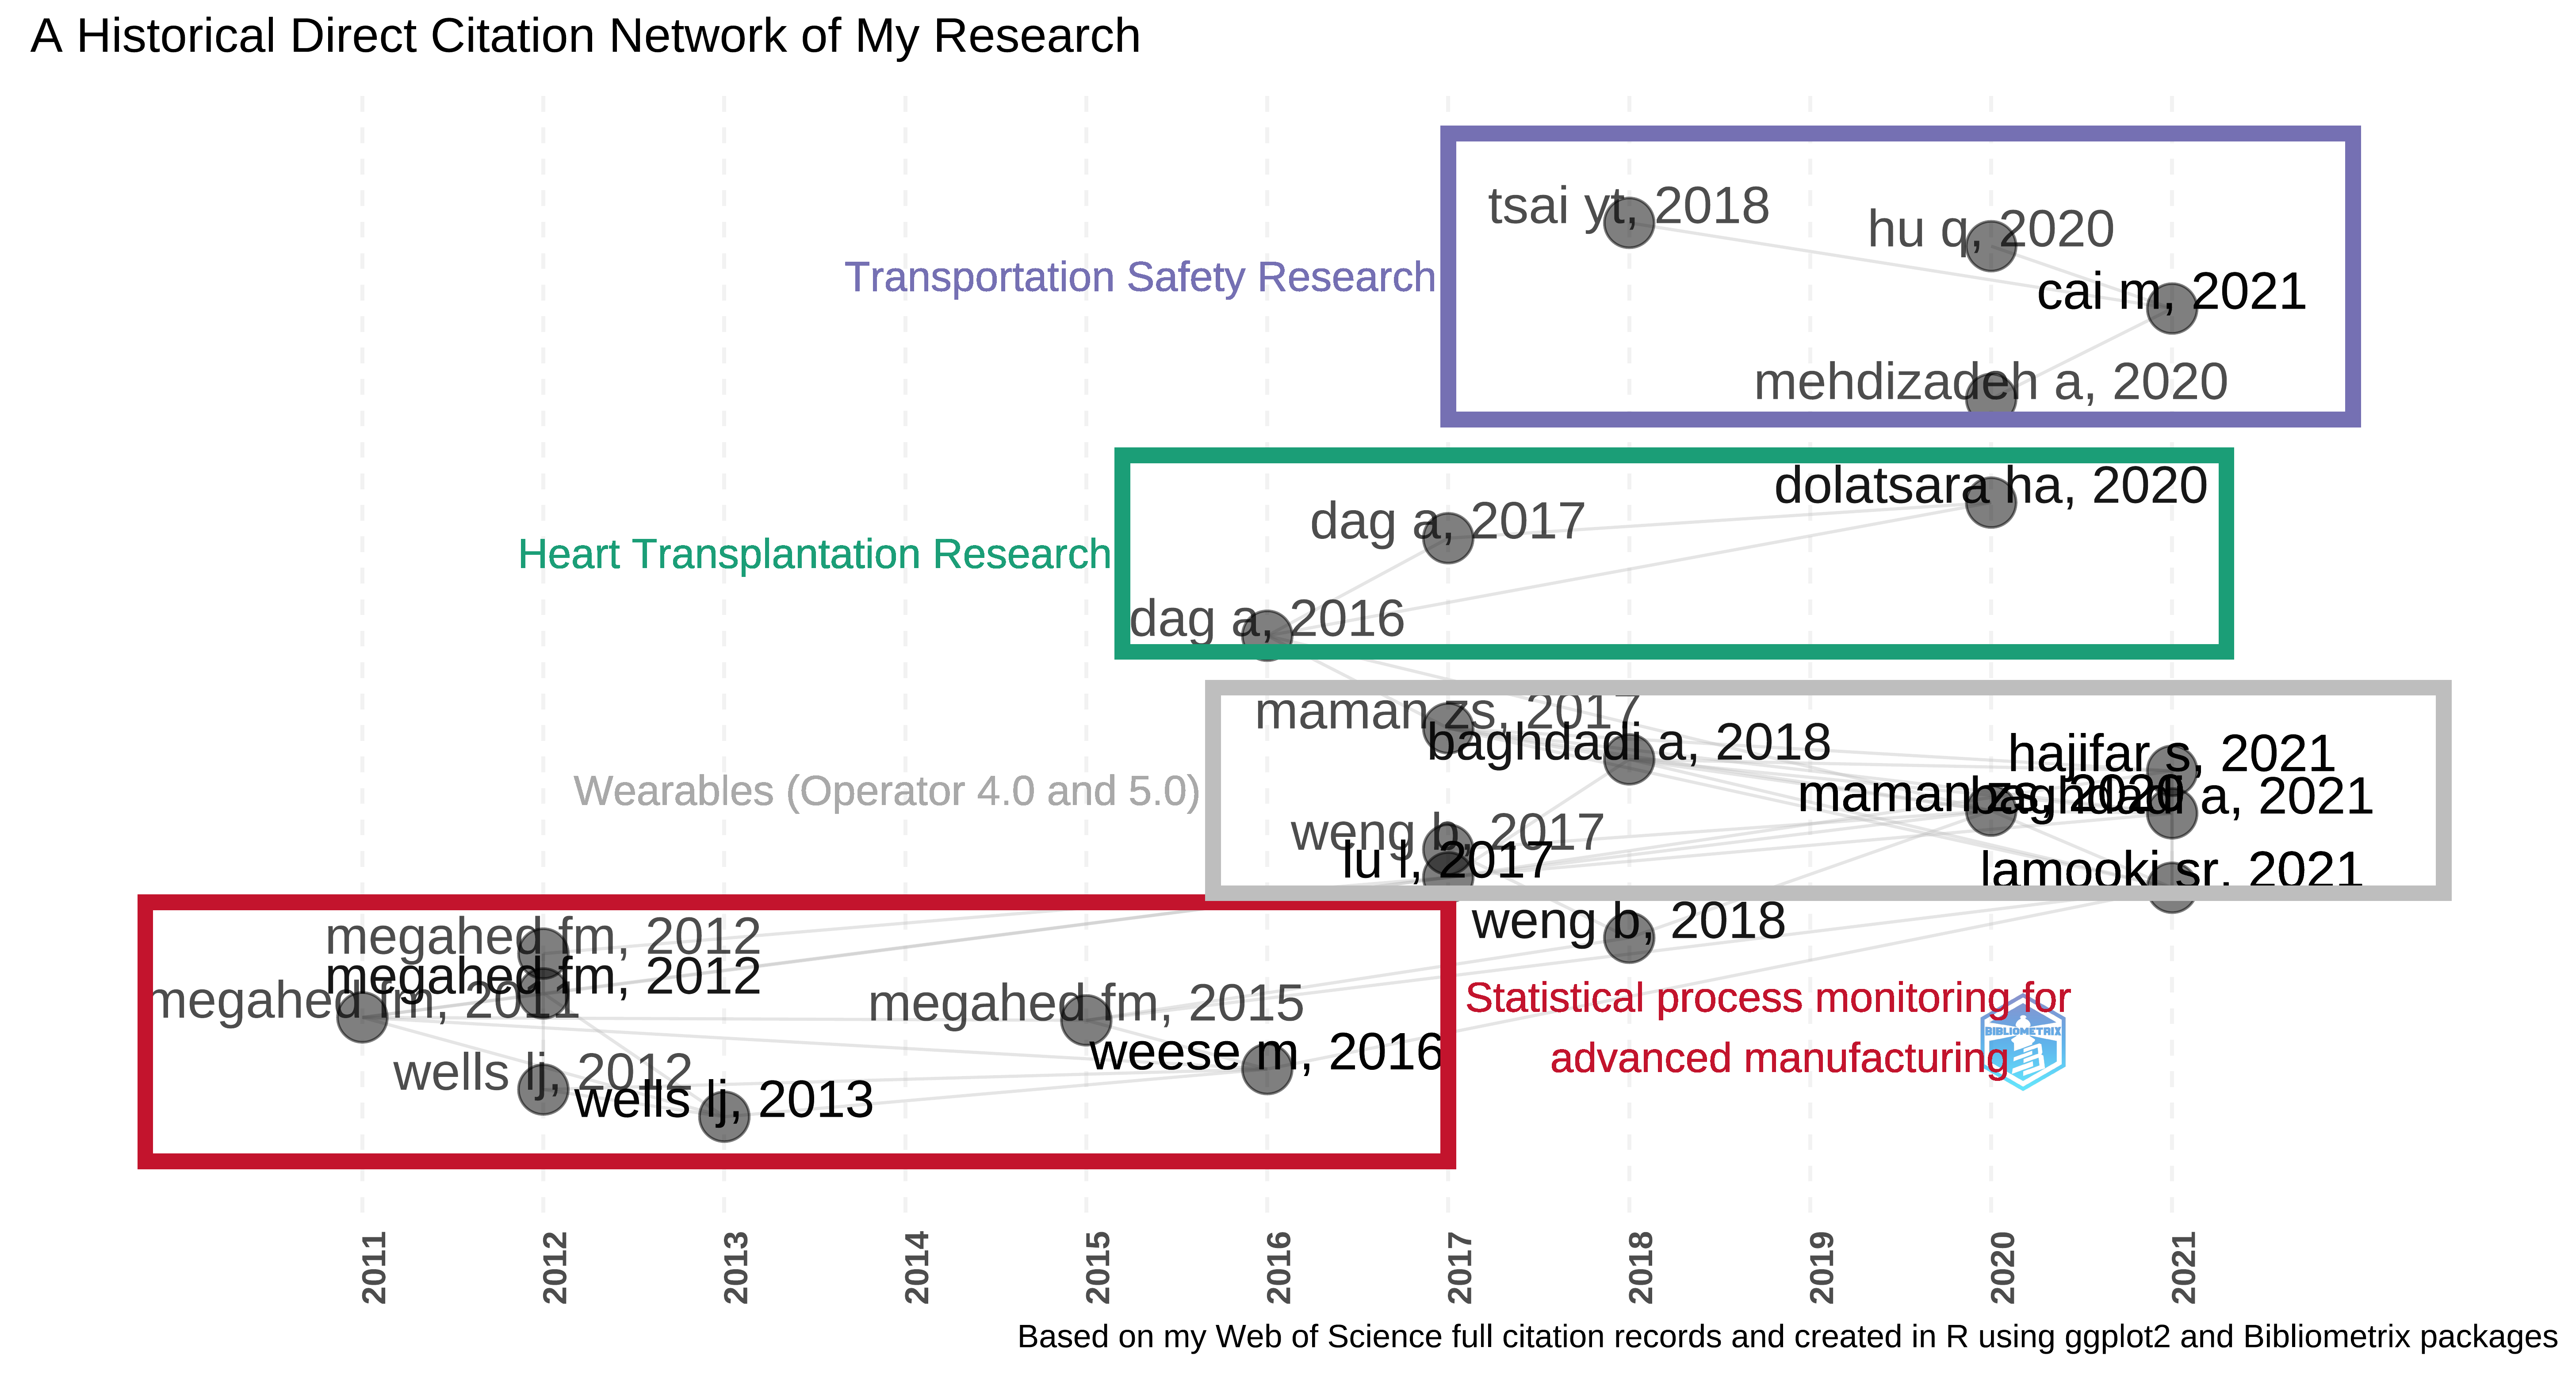 A Historical Direct Citation Network of My Research
tsai yt, 2018
hu q, 2020
Transportation Safety Research
cai m, 2021
mehdizadeh a, 2020
dolatsara ha, 2020
dag a, 2017
Heart Transplantation Research
dag a, 2016
maman zs, 2017
baghdadi a, 2018
hajifar s, 2021
Wearables (Operator 4.0 and 5.0)
maman zs, 2020
baghdadi a, 2021
weng b, 2017
lu l, 2017
lamooki sr, 2021
megahed fm, 2012
weng b, 2018
megahed fm, 2012
megahed fm, 2011
megahed fm, 2015
Statistical process monitoring for
BIBLIOMETRIX
advanced manufacturing
weese m, 2016
wells lj, 2012
wells lj, 2013
2011
2012
2013
2014
2015
2016
2017
2018
2019
2020
2021
Based on my Web of Science full citation records and created in R using ggplot2 and Bibliometrix packages